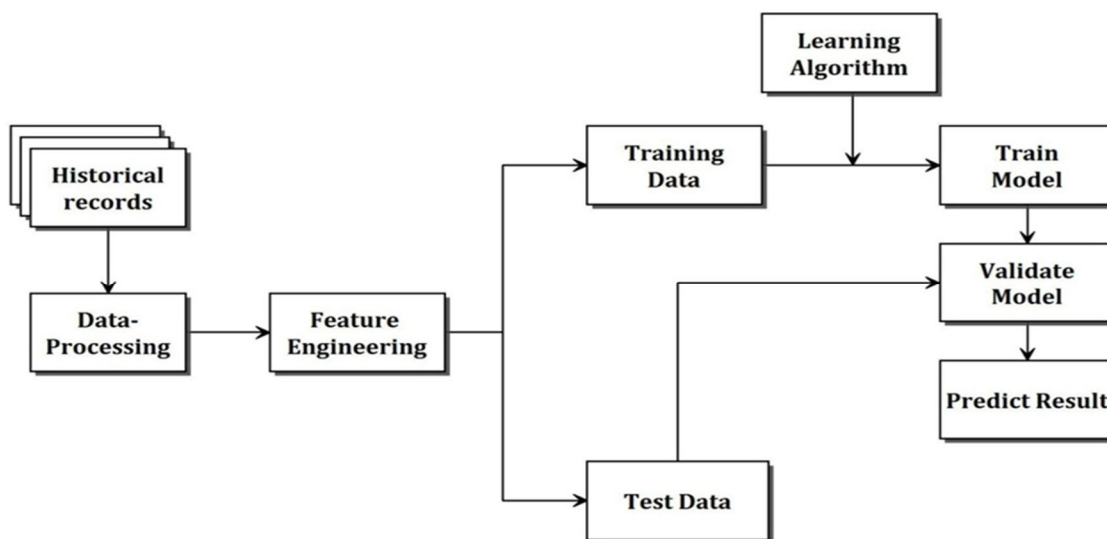 Learning
Algorithm
Historical
records
Training
Data
Train
Model
Data-
Processing
Feature
Engineering
Validate
Model
Predict Result
Test Data